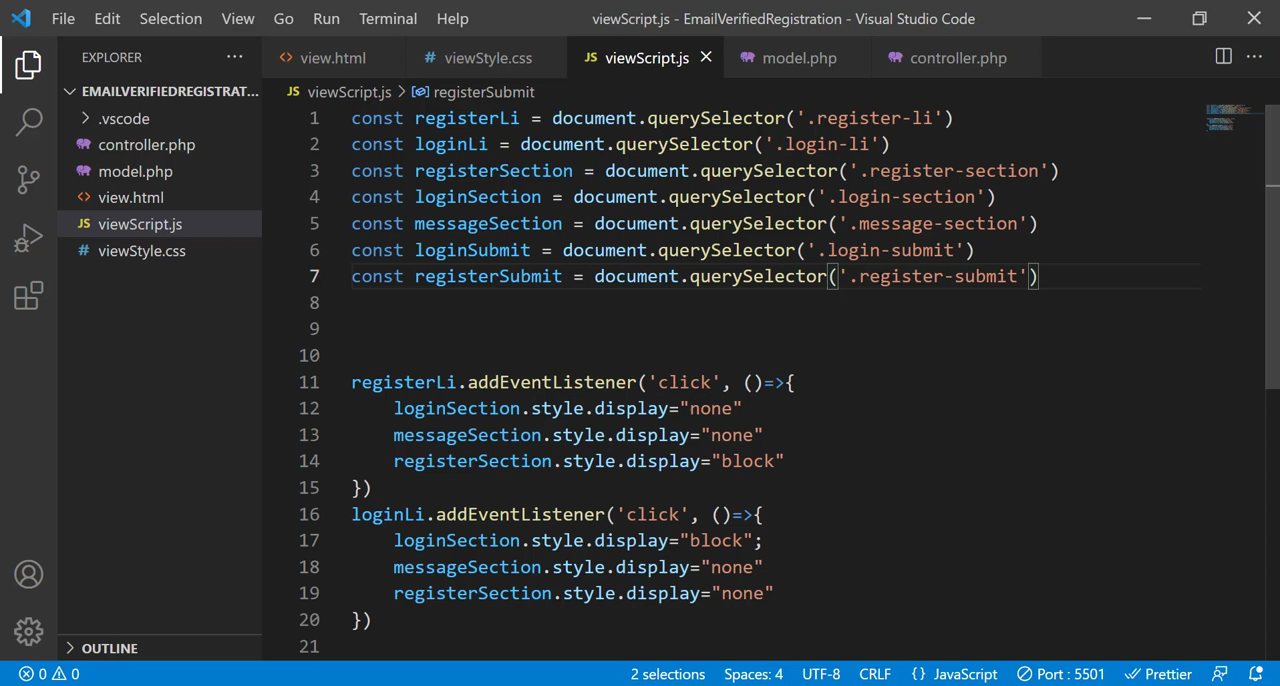 File Edit Selection View Go Run Terminal Help viewScript.js - EmailVerifiedRegistration - Visual Studio Code
EXPLORER
view.html
# viewStyle.css
JS viewScript.js
model.php
controller.php
EMAILVERIFIEDREGISTRAT...
.vscode
controller.php
model.php
view.html
JS viewScript.js
# viewStyle.css
OUTLINE
JS viewScript.js > registerSubmit
1 const registerLi = document.querySelector('.register-li')
2 const loginLi = document.querySelector('.login-li')
3 const registerSection = document.querySelector('.register-section')
4 const loginSection = document.querySelector('.login-section')
5 const messageSection = document.querySelector('.message-section')
6 const loginSubmit = document.querySelector('.login-submit')
7 const registerSubmit = document.querySelector('.register-submit')
8
9
10
11 registerLi.addEventListener('click', ()=>{
12 loginSection.style.display="none"
13 messageSection.style.display="none"
14 registerSection.style.display="block"
15 })
16 loginLi.addEventListener('click', ()=>{
17 loginSection.style.display="block";
18 messageSection.style.display="none"
19 registerSection.style.display="none"
20 })
21
0 0 2 selections Spaces: 4 UTF-8 CRLF {} JavaScript Port : 5501 Prettier